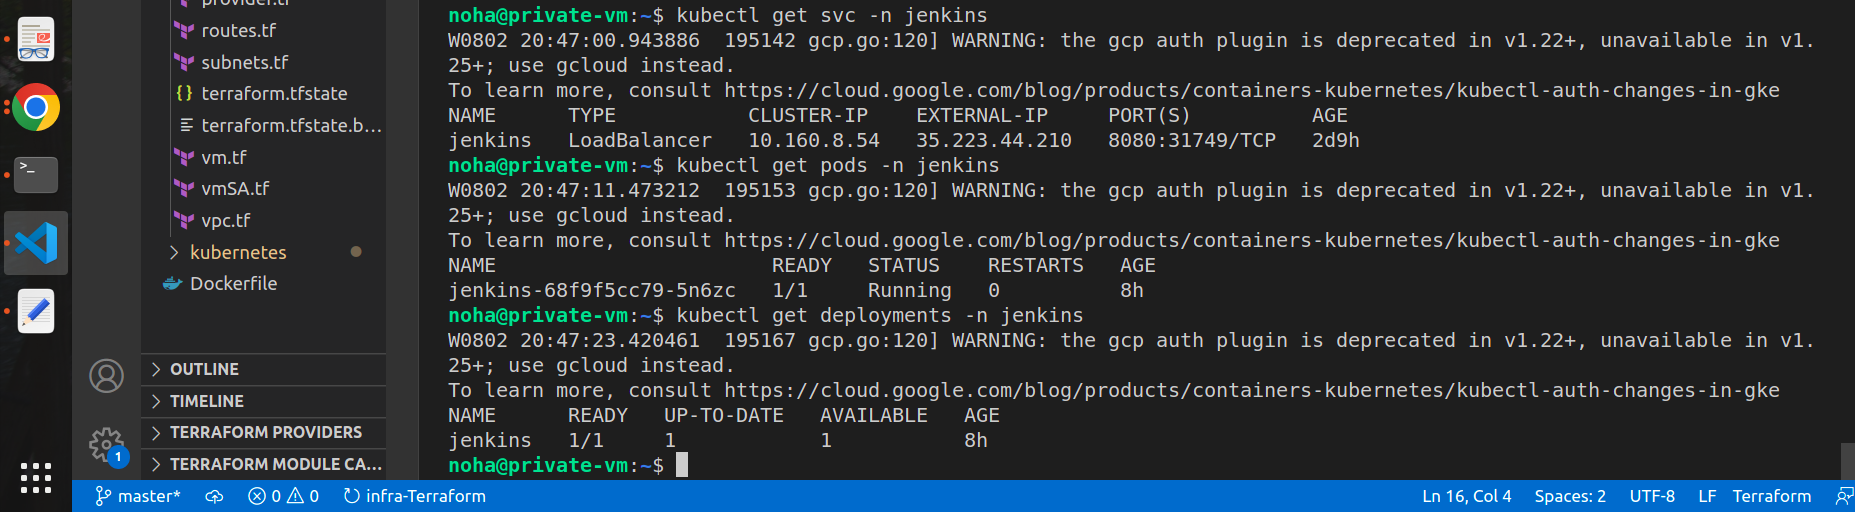 provider.tf
routes.tf
subnets.tf
{} terraform.tfstate
terraform.tfstate.b...
vm.tf
vmSA.tf
vpc.tf
kubernetes
Dockerfile
OUTLINE
TIMELINE
TERRAFORM PROVIDERS
1
TERRAFORM MODULE CA...
noha@private-vm:~$ kubectl get svc -n jenkins
W0802 20:47:00.943886  195142 gcp.go:120] WARNING: the gcp auth plugin is deprecated in v1.22+, unavailable in v1.
25+; use gcloud instead.
To learn more, consult https://cloud.google.com/blog/products/containers-kubernetes/kubectl-auth-changes-in-gke
NAME      TYPE           CLUSTER-IP    EXTERNAL-IP     PORT(S)          AGE
jenkins   LoadBalancer   10.160.8.54   35.223.44.210   8080:31749/TCP   2d9h
noha@private-vm:~$ kubectl get pods -n jenkins
W0802 20:47:11.473212  195153 gcp.go:120] WARNING: the gcp auth plugin is deprecated in v1.22+, unavailable in v1.
25+; use gcloud instead.
To learn more, consult https://cloud.google.com/blog/products/containers-kubernetes/kubectl-auth-changes-in-gke
NAME                       READY   STATUS    RESTARTS   AGE
jenkins-68f9f5cc79-5n6zc   1/1     Running   0          8h
noha@private-vm:~$ kubectl get deployments -n jenkins
W0802 20:47:23.420461  195167 gcp.go:120] WARNING: the gcp auth plugin is deprecated in v1.22+, unavailable in v1.
25+; use gcloud instead.
To learn more, consult https://cloud.google.com/blog/products/containers-kubernetes/kubectl-auth-changes-in-gke
NAME      READY   UP-TO-DATE   AVAILABLE   AGE
jenkins   1/1     1            1           8h
noha@private-vm:~$
master* 0 0 infra-Terraform Ln 16, Col 4 Spaces: 2 UTF-8 LF Terraform